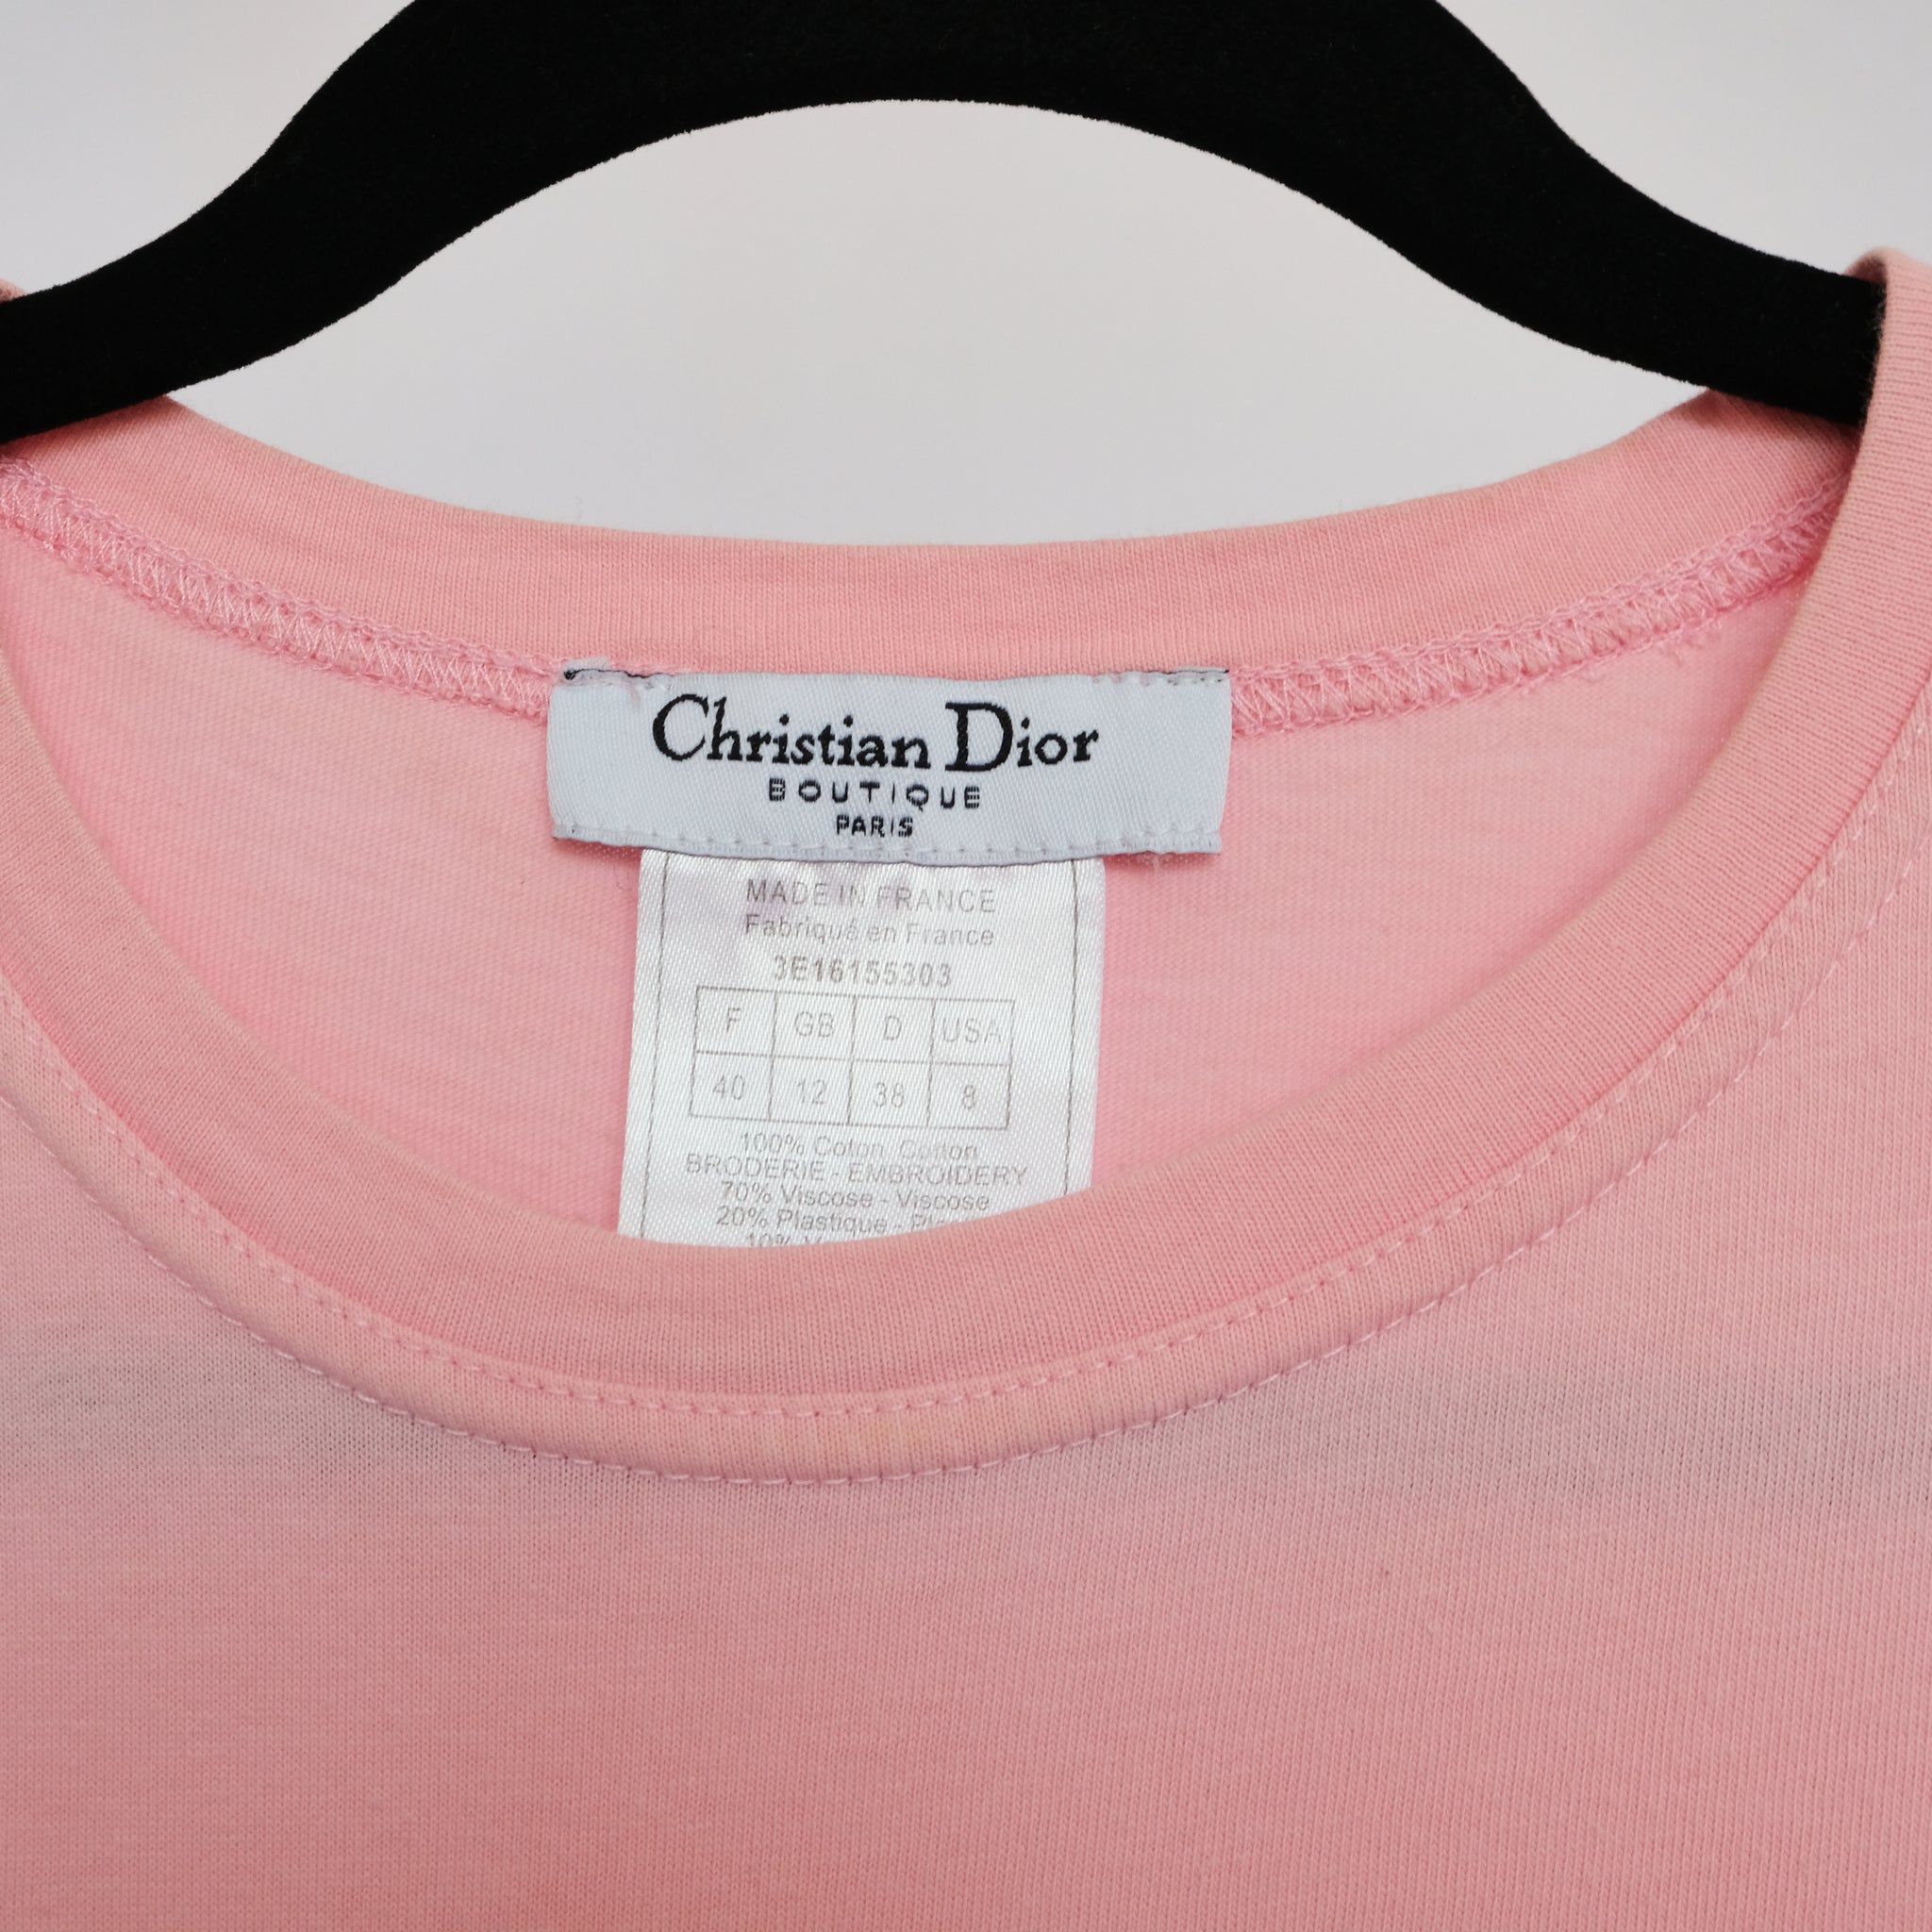 Christian Dior
BOUTIQUE
PARIS
MADE IN FRANCE
Fabriqué en France
3E16155303
F GB D USA
40 12 38 8
100% Coton Cotton
BRODERIE - EMBROIDERY
70% Viscose - Viscose
20% Plastique -
10%